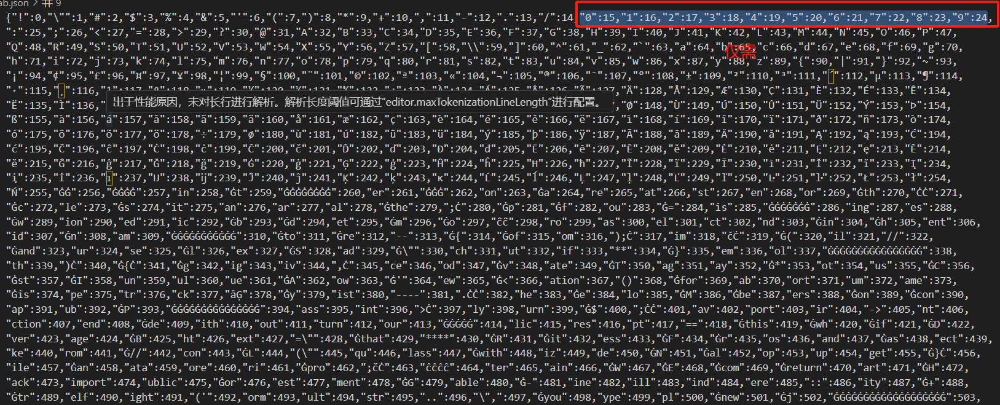 ab.json > # 9
{"!":0,"\"":1,"#":2,"$":3,"%":4,"&":5,"'":6,"(":7,")":8,"*":9,"+":10,",":11,"-":12,".":13,"/":14,"0":15,"1":16,"2":17,"3":18,"4":19,"5":20,"6":21,"7":22,"8":23,"9":24,
":":25,";":26,"<":27,"=":28,">":29,"?":30,"@":31,"A":32,"B":33,"C":34,"D":35,"E":36,"F":37,"G":38,"H":39,"I":40,"J":41,"K":42,"L":43,"M":44,"N":45,"O":46,"P":47,
"Q":48,"R":49,"S":50,"T":51,"U":52,"V":53,"W":54,"X":55,"Y":56,"Z":57,"[":58,"\\":59,"]":60,"^":61,"_":62,"`":63,"a":64,"b":65,"c":66,"d":67,"e":68,"f":69,"g":70,
仅需
"h":71,"i":72,"j":73,"k":74,"l":75,"m":76,"n":77,"o":78,"p":79,"q":80,"r":81,"s":82,"t":83,"u":84,"v":85,"w":86,"x":87,"y":88,"z":89,"{":90,"|":91,"}":92,"~":93,
"¡":94,"¢":95,"£":96,"¤":97,"¥":98,"¦":99,"§":100,"¨":101,"©":102,"ª":103,"«":104,"¬":105,"®":106,"¯":107,"°":108,"±":109,"²":110,"³":111,"´":112,"µ":113,"¶":114,
"·":115,"¸":116,"Ä":128,"Å":129,"Æ":130,"Ç":131,"È":132,"É":133,"Ê":134,
出于性能原因，未对长行进行解析。解析长度阈值可通过“editor.maxTokenizationLineLength”进行配置。
"Ë":135,"Ì":136,"Ø":148,"Ù":149,"Ú":150,"Û":151,"Ü":152,"Ý":153,"Þ":154,
"ß":155,"à":156,"á":157,"â":158,"ã":159,"ä":160,"å":161,"æ":162,"ç":163,"è":164,"é":165,"ê":166,"ë":167,"ì":168,"í":169,"î":170,"ï":171,"ð":172,"ñ":173,"ò":174,
"ó":175,"ô":176,"õ":177,"ö":178,"÷":179,"ø":180,"ù":181,"ú":182,"û":183,"ü":184,"ý":185,"þ":186,"ÿ":187,"Ā":188,"ā":189,"Ă":190,"ă":191,"Ą":192,"ą":193,"Ć":194,
"ć":195,"Ĉ":196,"ĉ":197,"Ċ":198,"ċ":199,"Č":200,"č":201,"Ď":202,"ď":203,"Đ":204,"đ":205,"Ē":206,"ē":207,"Ĕ":208,"ĕ":209,"Ė":210,"ė":211,"Ę":212,"ę":213,"Ě":214,
"ě":215,"Ĝ":216,"ĝ":217,"Ğ":218,"ğ":219,"Ġ":220,"ġ":221,"Ģ":222,"ģ":223,"Ĥ":224,"ĥ":225,"Ħ":226,"ħ":227,"Ĩ":228,"ĩ":229,"Ī":230,"ī":231,"Ĭ":232,"ĭ":233,"Į":234,
"į":235,"İ":236,"ı":237,"Ĳ":238,"ĳ":239,"Ĵ":240,"ĵ":241,"Ķ":242,"ķ":243,"ĸ":244,"Ĺ":245,"ĺ":246,"Ļ":247,"ļ":248,"Ľ":249,"ľ":250,"Ŀ":251,"ŀ":252,"Ł":253,"ł":254,
"Ń":255,"ĠĠ":256,"ĠĠĠĠ":257,"in":258,"Ġt":259,"ĠĠĠĠĠĠĠĠ":260,"er":261,"ĠĠĠ":262,"on":263,"Ġa":264,"re":265,"at":266,"st":267,"en":268,"or":269,"Ġth":270,"ĊĊ":271,
"Ġc":272,"le":273,"Ġs":274,"it":275,"an":276,"ar":277,"al":278,"Ġthe":279,";Ċ":280,"Ġp":281,"Ġf":282,"ou":283,"Ġ=":284,"is":285,"ĠĠĠĠĠĠĠ":286,"ing":287,"es":288,
"Ġw":289,"ion":290,"ed":291,"ic":292,"Ġb":293,"Ġd":294,"et":295,"Ġm":296,"Ġo":297,"ĉĉ":298,"ro":299,"as":300,"el":301,"ct":302,"nd":303,"Ġin":304,"Ġh":305,"ent":306,
"id":307,"Ġn":308,"am":309,"ĠĠĠĠĠĠĠĠĠĠĠ":310,"Ġto":311,"Ġre":312,"--":313,"Ġ{":314,"Ġof":315,"om":316,");Ċ":317,"im":318,"čĊ":319,"Ġ(":320,"il":321,"//":322,
"Ġand":323,"ur":324,"se":325,"Ġl":326,"ex":327,"ĠS":328,"ad":329,"Ġ\"":330,"ch":331,"ut":332,"if":333,"**":334,"Ġ}":335,"em":336,"ol":337,"ĠĠĠĠĠĠĠĠĠĠĠĠĠĠĠĠ":338,
"th":339,")Ċ":340,"Ġ{Ċ":341,"Ġg":342,"ig":343,"iv":344,",Ċ":345,"ce":346,"od":347,"Ġv":348,"ate":349,"ĠT":350,"ag":351,"ay":352,"Ġ*":353,"ot":354,"us":355,"ĠC":356,
"Ġst":357,"ĠI":358,"un":359,"ul":360,"ue":361,"ĠA":362,"ow":363,"Ġ'":364,"ew":365,"Ġ<":366,"ation":367,"()":368,"Ġfor":369,"ab":370,"ort":371,"um":372,"ame":373,
"Ġis":374,"pe":375,"tr":376,"ck":377,"âĢ":378,"Ġy":379,"ist":380,"----":381,".ĊĊ":382,"he":383,"Ġe":384,"lo":385,"ĠM":386,"Ġbe":387,"ers":388,"Ġon":389,"Ġcon":390,
"ap":391,"ub":392,"ĠP":393,"ĠĠĠĠĠĠĠĠĠĠĠĠĠĠĠ":394,"ass":395,"int":396,">Ċ":397,"ly":398,"urn":399,"Ġ$":400,";ĊĊ":401,"av":402,"port":403,"ir":404,"->":405,"nt":406,
"ction":407,"end":408,"Ġde":409,"ith":410,"out":411,"turn":412,"our":413,"ĠĠĠĠĠ":414,"lic":415,"res":416,"pt":417,"==":418,"Ġthis":419,"Ġwh":420,"Ġif":421,"ĠD":422,
"ver":423,"age":424,"ĠB":425,"ht":426,"ext":427,"=\"":428,"Ġthat":429,"****":430,"ĠR":431,"Ġit":432,"ess":433,"ĠF":434,"Ġr":435,"os":436,"and":437,"Ġas":438,"ect":439,
"ke":440,"rom":441,"Ġ//":442,"con":443,"ĠL":444,"(\"":445,"qu":446,"lass":447,"Ġwith":448,"iz":449,"de":450,"ĠN":451,"Ġal":452,"op":453,"up":454,"get":455,"Ġ}Ċ":456,
"ile":457,"Ġan":458,"ata":459,"ore":460,"ri":461,"Ġpro":462,";čĊ":463,"ĉĉĉĉ":464,"ter":465,"ain":466,"ĠW":467,"ĠE":468,"Ġcom":469,"Ġreturn":470,"art":471,"ĠH":472,
"ack":473,"import":474,"ublic":475,"Ġor":476,"est":477,"ment":478,"ĠG":479,"able":480,"Ġ-":481,"ine":482,"ill":483,"ind":484,"ere":485,"::":486,"ity":487,"Ġ+":488,
"Ġtr":489,"elf":490,"ight":491,"('":492,"orm":493,"ult":494,"str":495,"..":496,"\",":497,"Ġyou":498,"ype":499,"pl":500,"Ġnew":501,"Ġj":502,"ĠĠĠĠĠĠĠĠĠĠĠĠĠĠĠĠĠĠĠ":503,